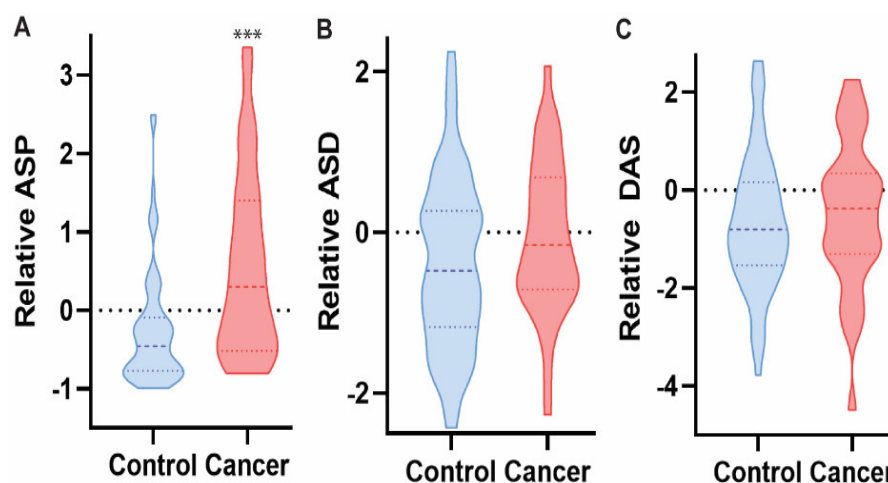 A
Relative ASP
3
2
1
0
-1
***
Control Cancer
B
Relative ASD
2
0
-2
Control Cancer
C
Relative DAS
2
0
-2
-4
Control Cancer